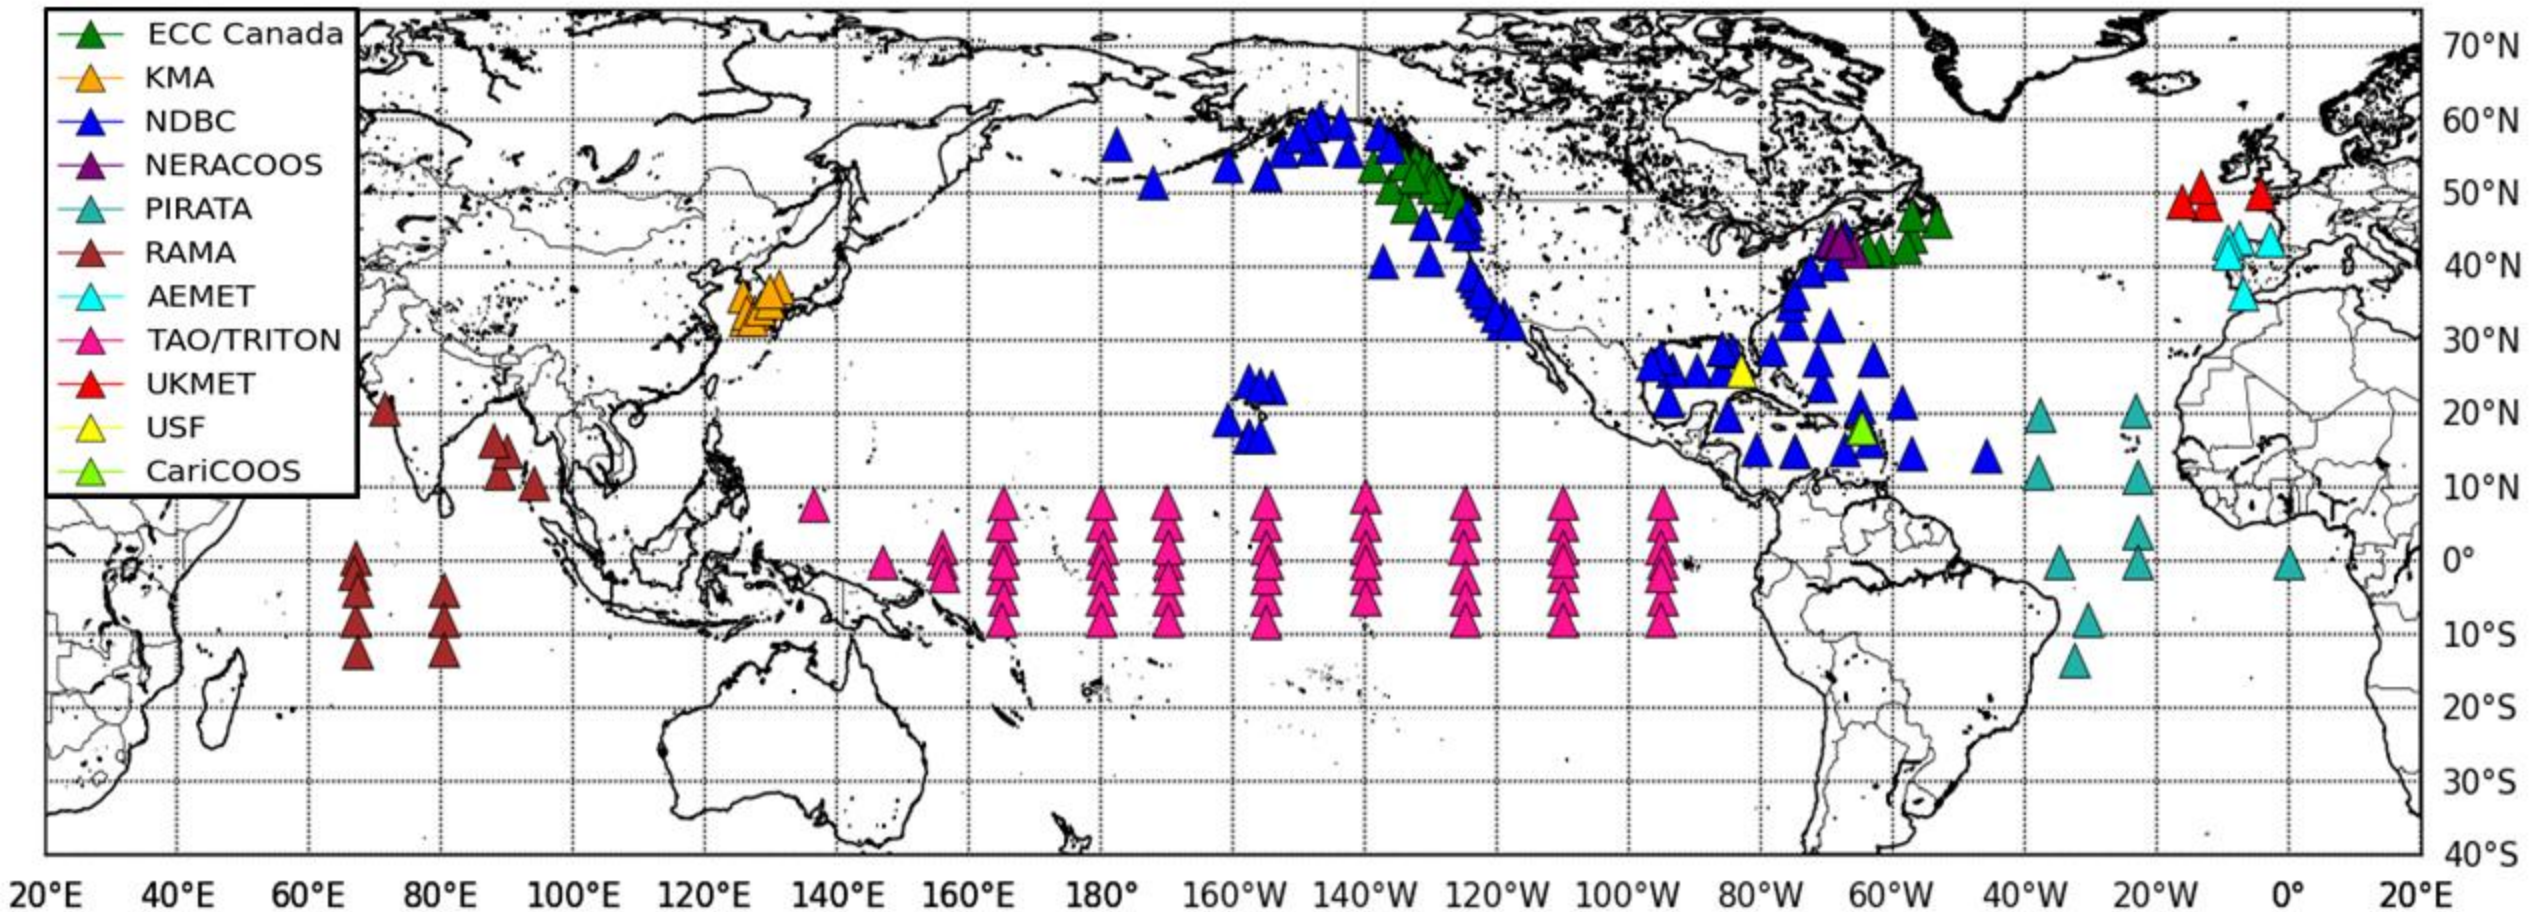 ECC Canada
KMA
NDBC
NERACOOS
PIRATA
RAMA
AEMET
TAO/TRITON
UKMET
USF
CariCOOS
70°N
60°N
50°N
40°N
30°N
20°N
10°N
0°
10°S
20°S
30°S
40°S
20°E 40°E 60°E 80°E 100°E 120°E 140°E 160°E 180° 160°W 140°W 120°W 100°W 80°W 60°W 40°W 20°W 0° 20°E